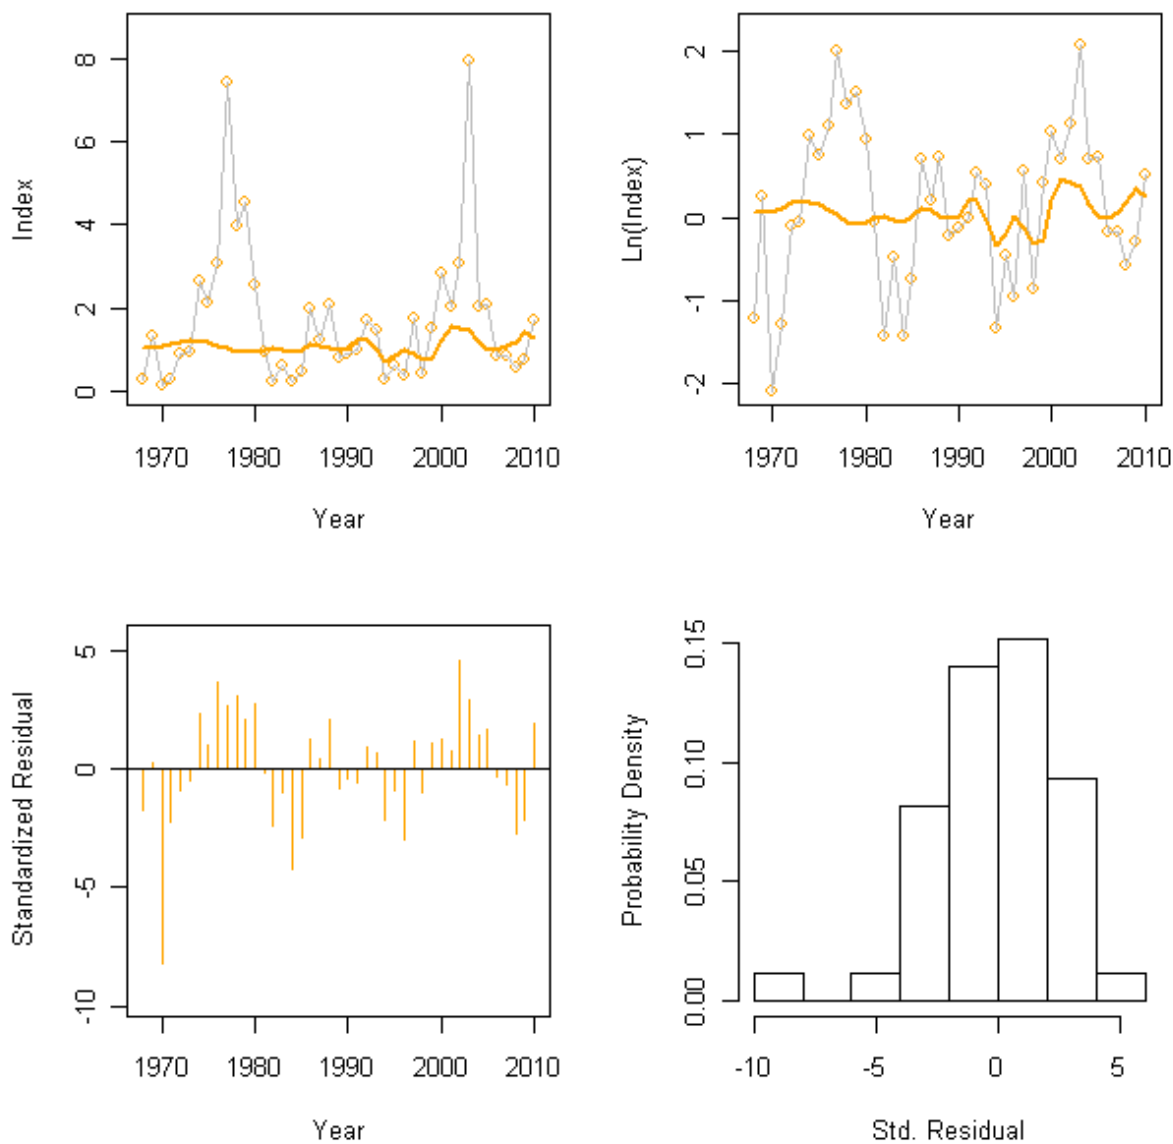 Index
8
6
4
2
0
1970 1980 1990 2000 2010
Year
Ln(Index)
2
1
0
-1
-2
1970 1980 1990 2000 2010
Year
Standardized Residual
5
0
-5
-10
1970 1980 1990 2000 2010
Year
Probability Density
0.15
0.10
0.05
0.00
-10 -5 0 5
Std. Residual